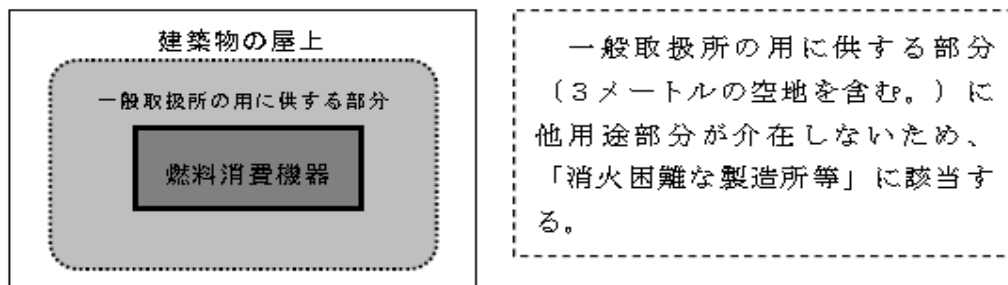 建築物の屋上
一般取扱所の用に供する部分
燃料消費機器
一般取扱所の用に供する部分
（３メートルの空地を含む。）に
他用途部分が介在しないため、
「消火困難な製造所等」に該当す
る。